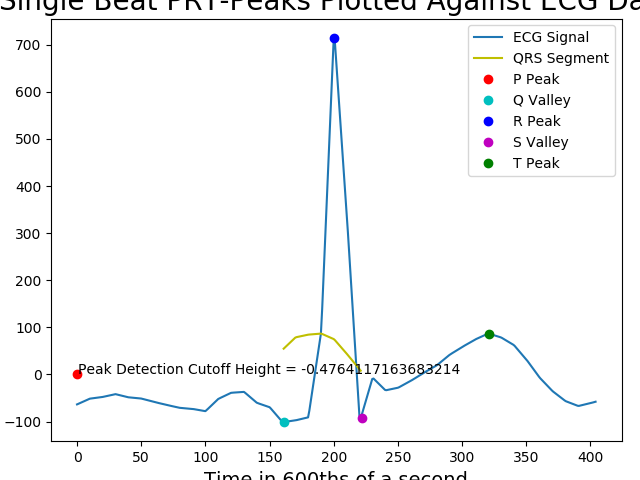 Single Beat PRT-Peaks Plotted Against ECG Da
ECG Signal
QRS Segment
P Peak
Q Valley
R Peak
S Valley
T Peak
700
600
500
400
300
200
100
0
−100
Peak Detection Cutoff Height = -0.4764117163683214
0 50 100 150 200 250 300 350 400
Time in 600ths of a second